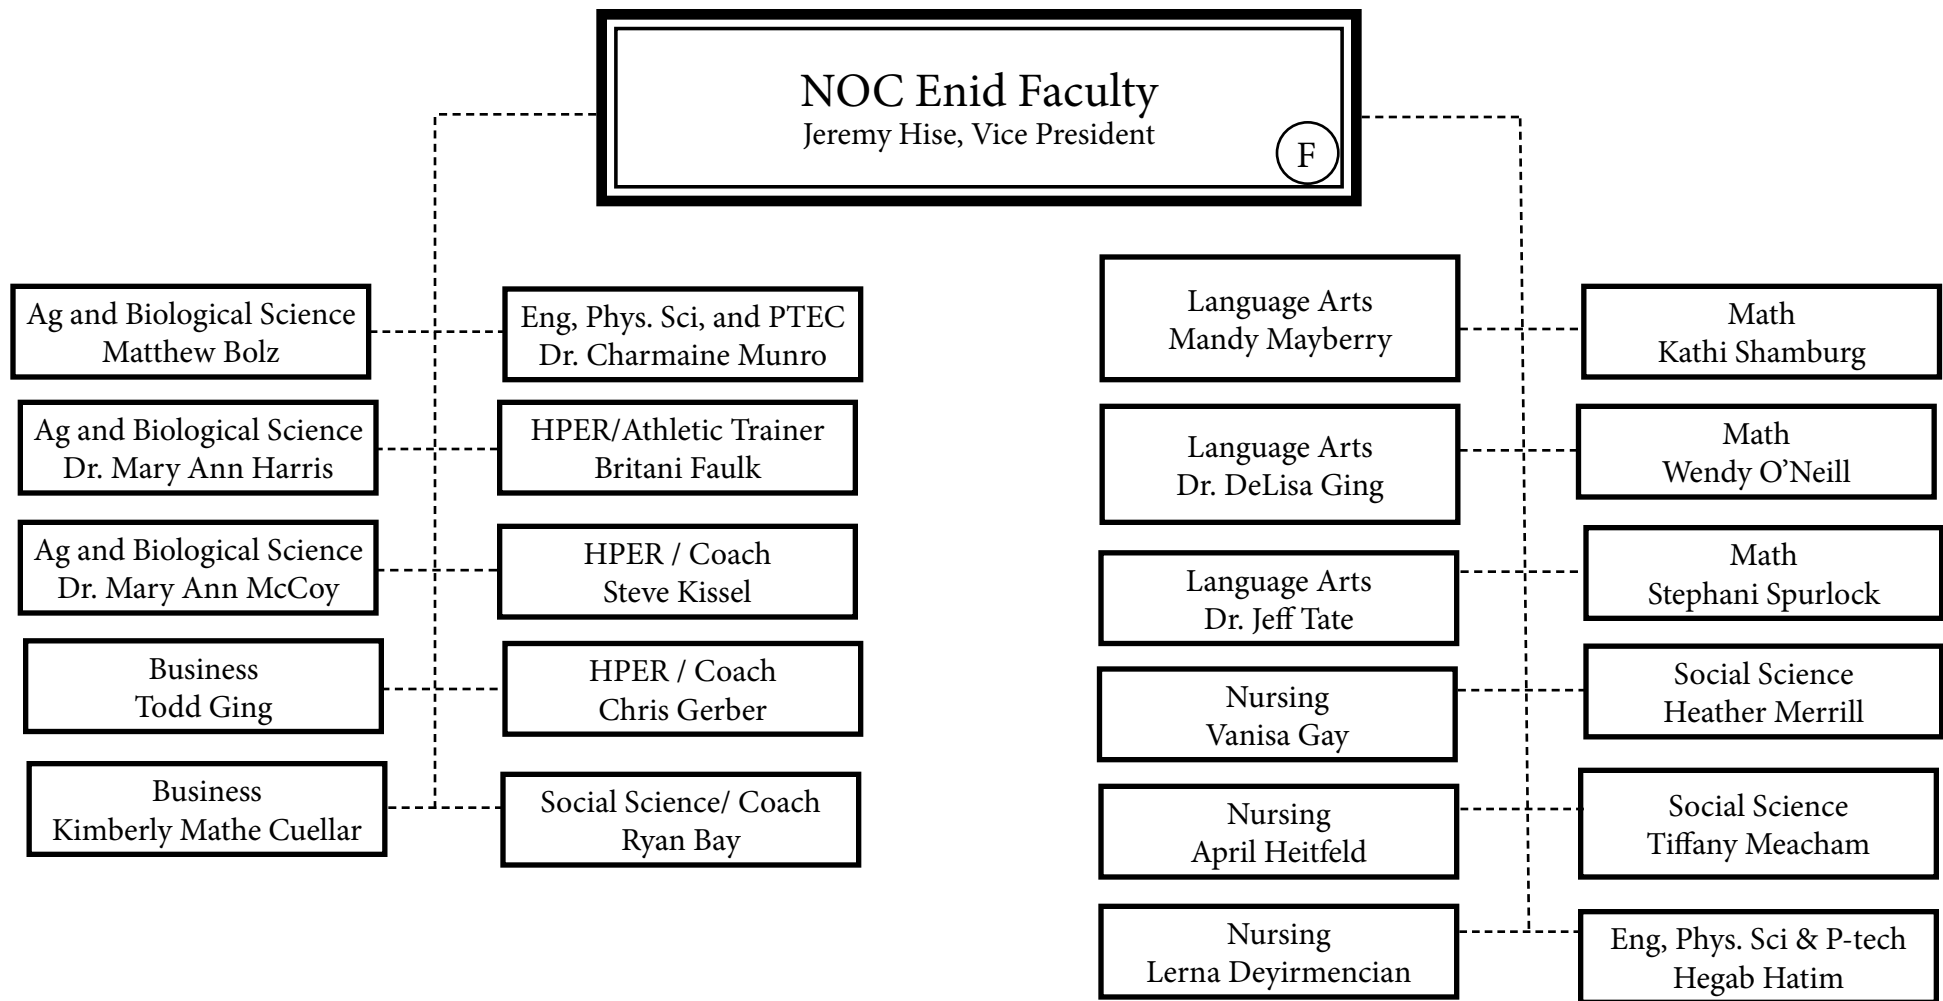 NOC Enid Faculty
Jeremy Hise, Vice President
F
Ag and Biological Science
Matthew Bolz
Ag and Biological Science
Dr. Mary Ann Harris
Ag and Biological Science
Dr. Mary Ann McCoy
Business
Todd Ging
Business
Kimberly Mathe Cuellar
Eng, Phys. Sci, and PTEC
Dr. Charmaine Munro
HPER/Athletic Trainer
Britani Faulk
HPER / Coach
Steve Kissel
HPER / Coach
Chris Gerber
Social Science/ Coach
Ryan Bay
Language Arts
Mandy Mayberry
Language Arts
Dr. DeLisa Ging
Language Arts
Dr. Jeff Tate
Nursing
Vanisa Gay
Nursing
April Heitfeld
Nursing
Lerna Deyirmencian
Math
Kathi Shamburg
Math
Wendy O’Neill
Math
Stephani Spurlock
Social Science
Heather Merrill
Social Science
Tiffany Meacham
Eng, Phys. Sci & P-tech
Hegab Hatim